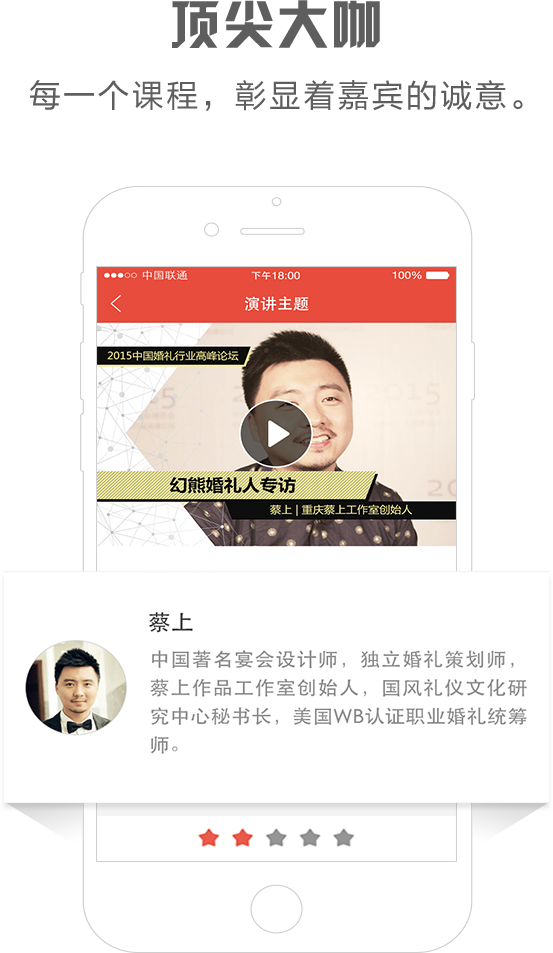 顶尖大咖
每一个课程，彰显着嘉宾的诚意。
中国联通 下午18:00 100%
演讲主题
2015中国婚礼行业高峰论坛
幻熊婚礼人专访
蔡上 | 重庆蔡上工作室创始人
蔡上
中国著名宴会设计师，独立婚礼策划师，
蔡上作品工作室创始人，国风礼仪文化研
究中心秘书长，美国WB认证职业婚礼统筹
师。